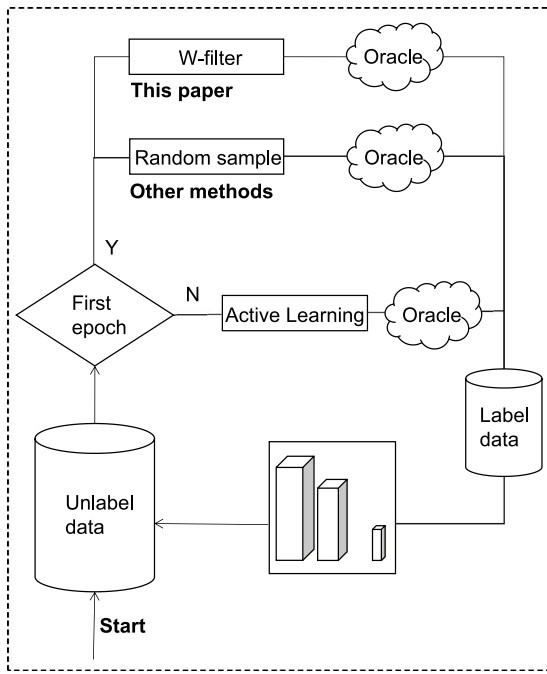 W-filter
Oracle
This paper
Random sample
Oracle
Other methods
Y
First
epoch
N
Active Learning
Oracle
Label
data
Unlabel
data
Start